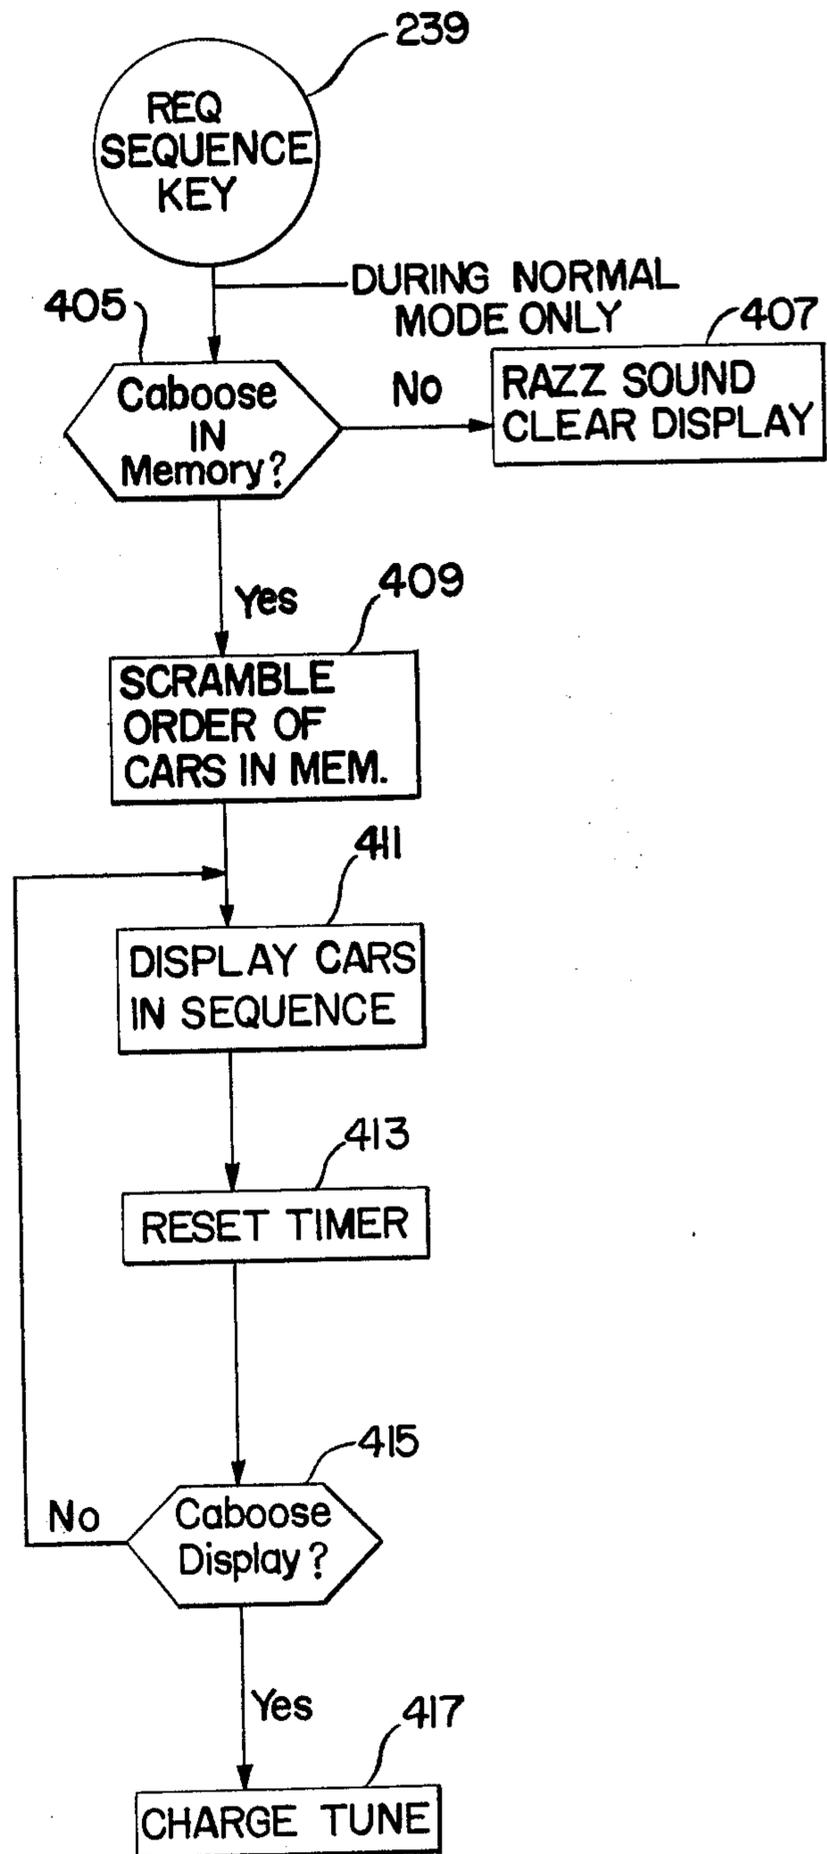 239
REQ
SEQUENCE
KEY
DURING NORMAL
MODE ONLY
405
Caboose
IN
Memory?
No
407
RAZZ SOUND
CLEAR DISPLAY
Yes
409
SCRAMBLE
ORDER OF
CARS IN MEM.
411
DISPLAY CARS
IN SEQUENCE
413
RESET TIMER
415
Caboose
Display?
No
Yes
417
CHARGE TUNE